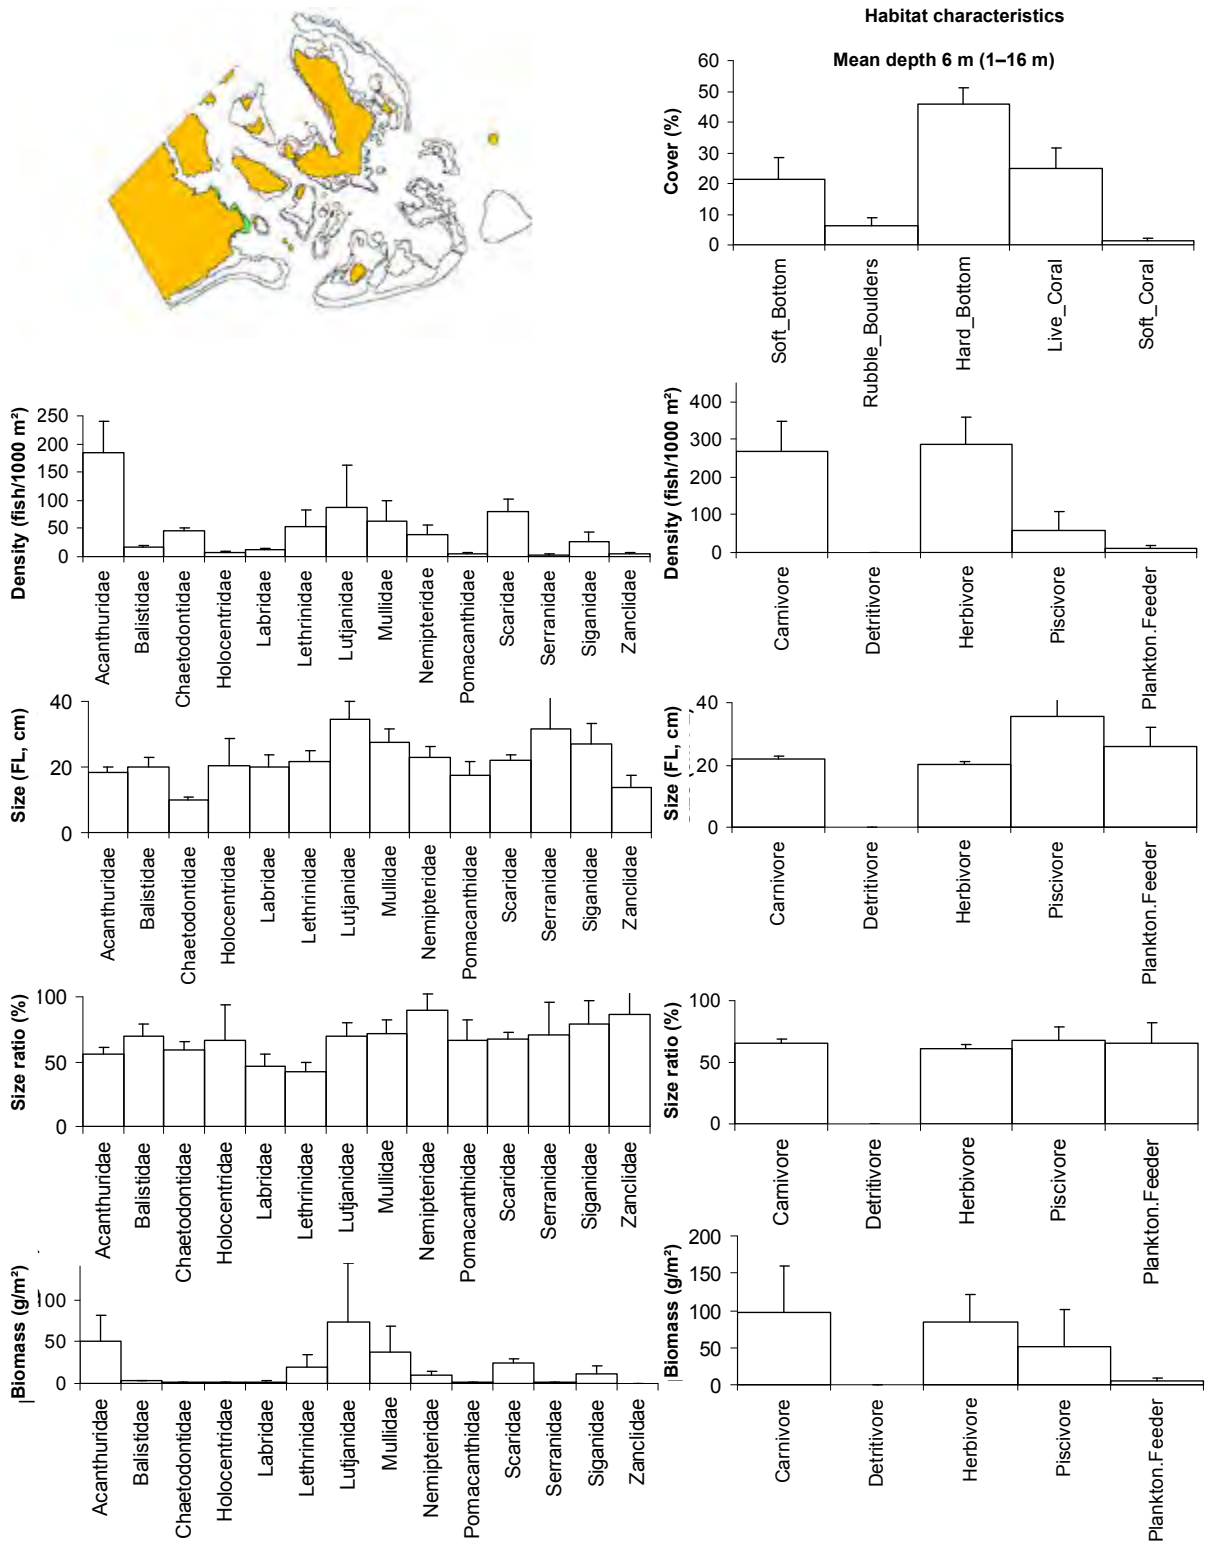 Habitat characteristics
Mean depth 6 m (1–16 m)
Cover (%)
60
50
40
30
20
10
0
Soft_Bottom
Rubble_Boulders
Hard_Bottom
Live_Coral
Soft_Coral
Density (fish/1000 m²)
250
200
150
100
50
0
Acanthuridae
Balistidae
Chaetodontidae
Holocentridae
Labridae
Lethrinidae
Lutjanidae
Mullidae
Nemipteridae
Pomacanthidae
Scaridae
Serranidae
Siganidae
Zanclidae
Density (fish/1000 m²)
400
300
200
100
0
Carnivore
Detritivore
Herbivore
Piscivore
Plankton.Feeder
Size (FL, cm)
40
20
0
Acanthuridae
Balistidae
Chaetodontidae
Holocentridae
Labridae
Lethrinidae
Lutjanidae
Mullidae
Nemipteridae
Pomacanthidae
Scaridae
Serranidae
Siganidae
Zanclidae
Size (FL, cm)
40
20
0
Carnivore
Detritivore
Herbivore
Piscivore
Plankton.Feeder
Size ratio (%)
100
50
0
Acanthuridae
Balistidae
Chaetodontidae
Holocentridae
Labridae
Lethrinidae
Lutjanidae
Mullidae
Nemipteridae
Pomacanthidae
Scaridae
Serranidae
Siganidae
Zanclidae
Size ratio (%)
100
50
0
Carnivore
Detritivore
Herbivore
Piscivore
Plankton.Feeder
Biomass (g/m²)
100
50
0
Acanthuridae
Balistidae
Chaetodontidae
Holocentridae
Labridae
Lethrinidae
Lutjanidae
Mullidae
Nemipteridae
Pomacanthidae
Scaridae
Serranidae
Siganidae
Zanclidae
Biomass (g/m²)
200
150
100
50
0
Carnivore
Detritivore
Herbivore
Piscivore
Plankton.Feeder